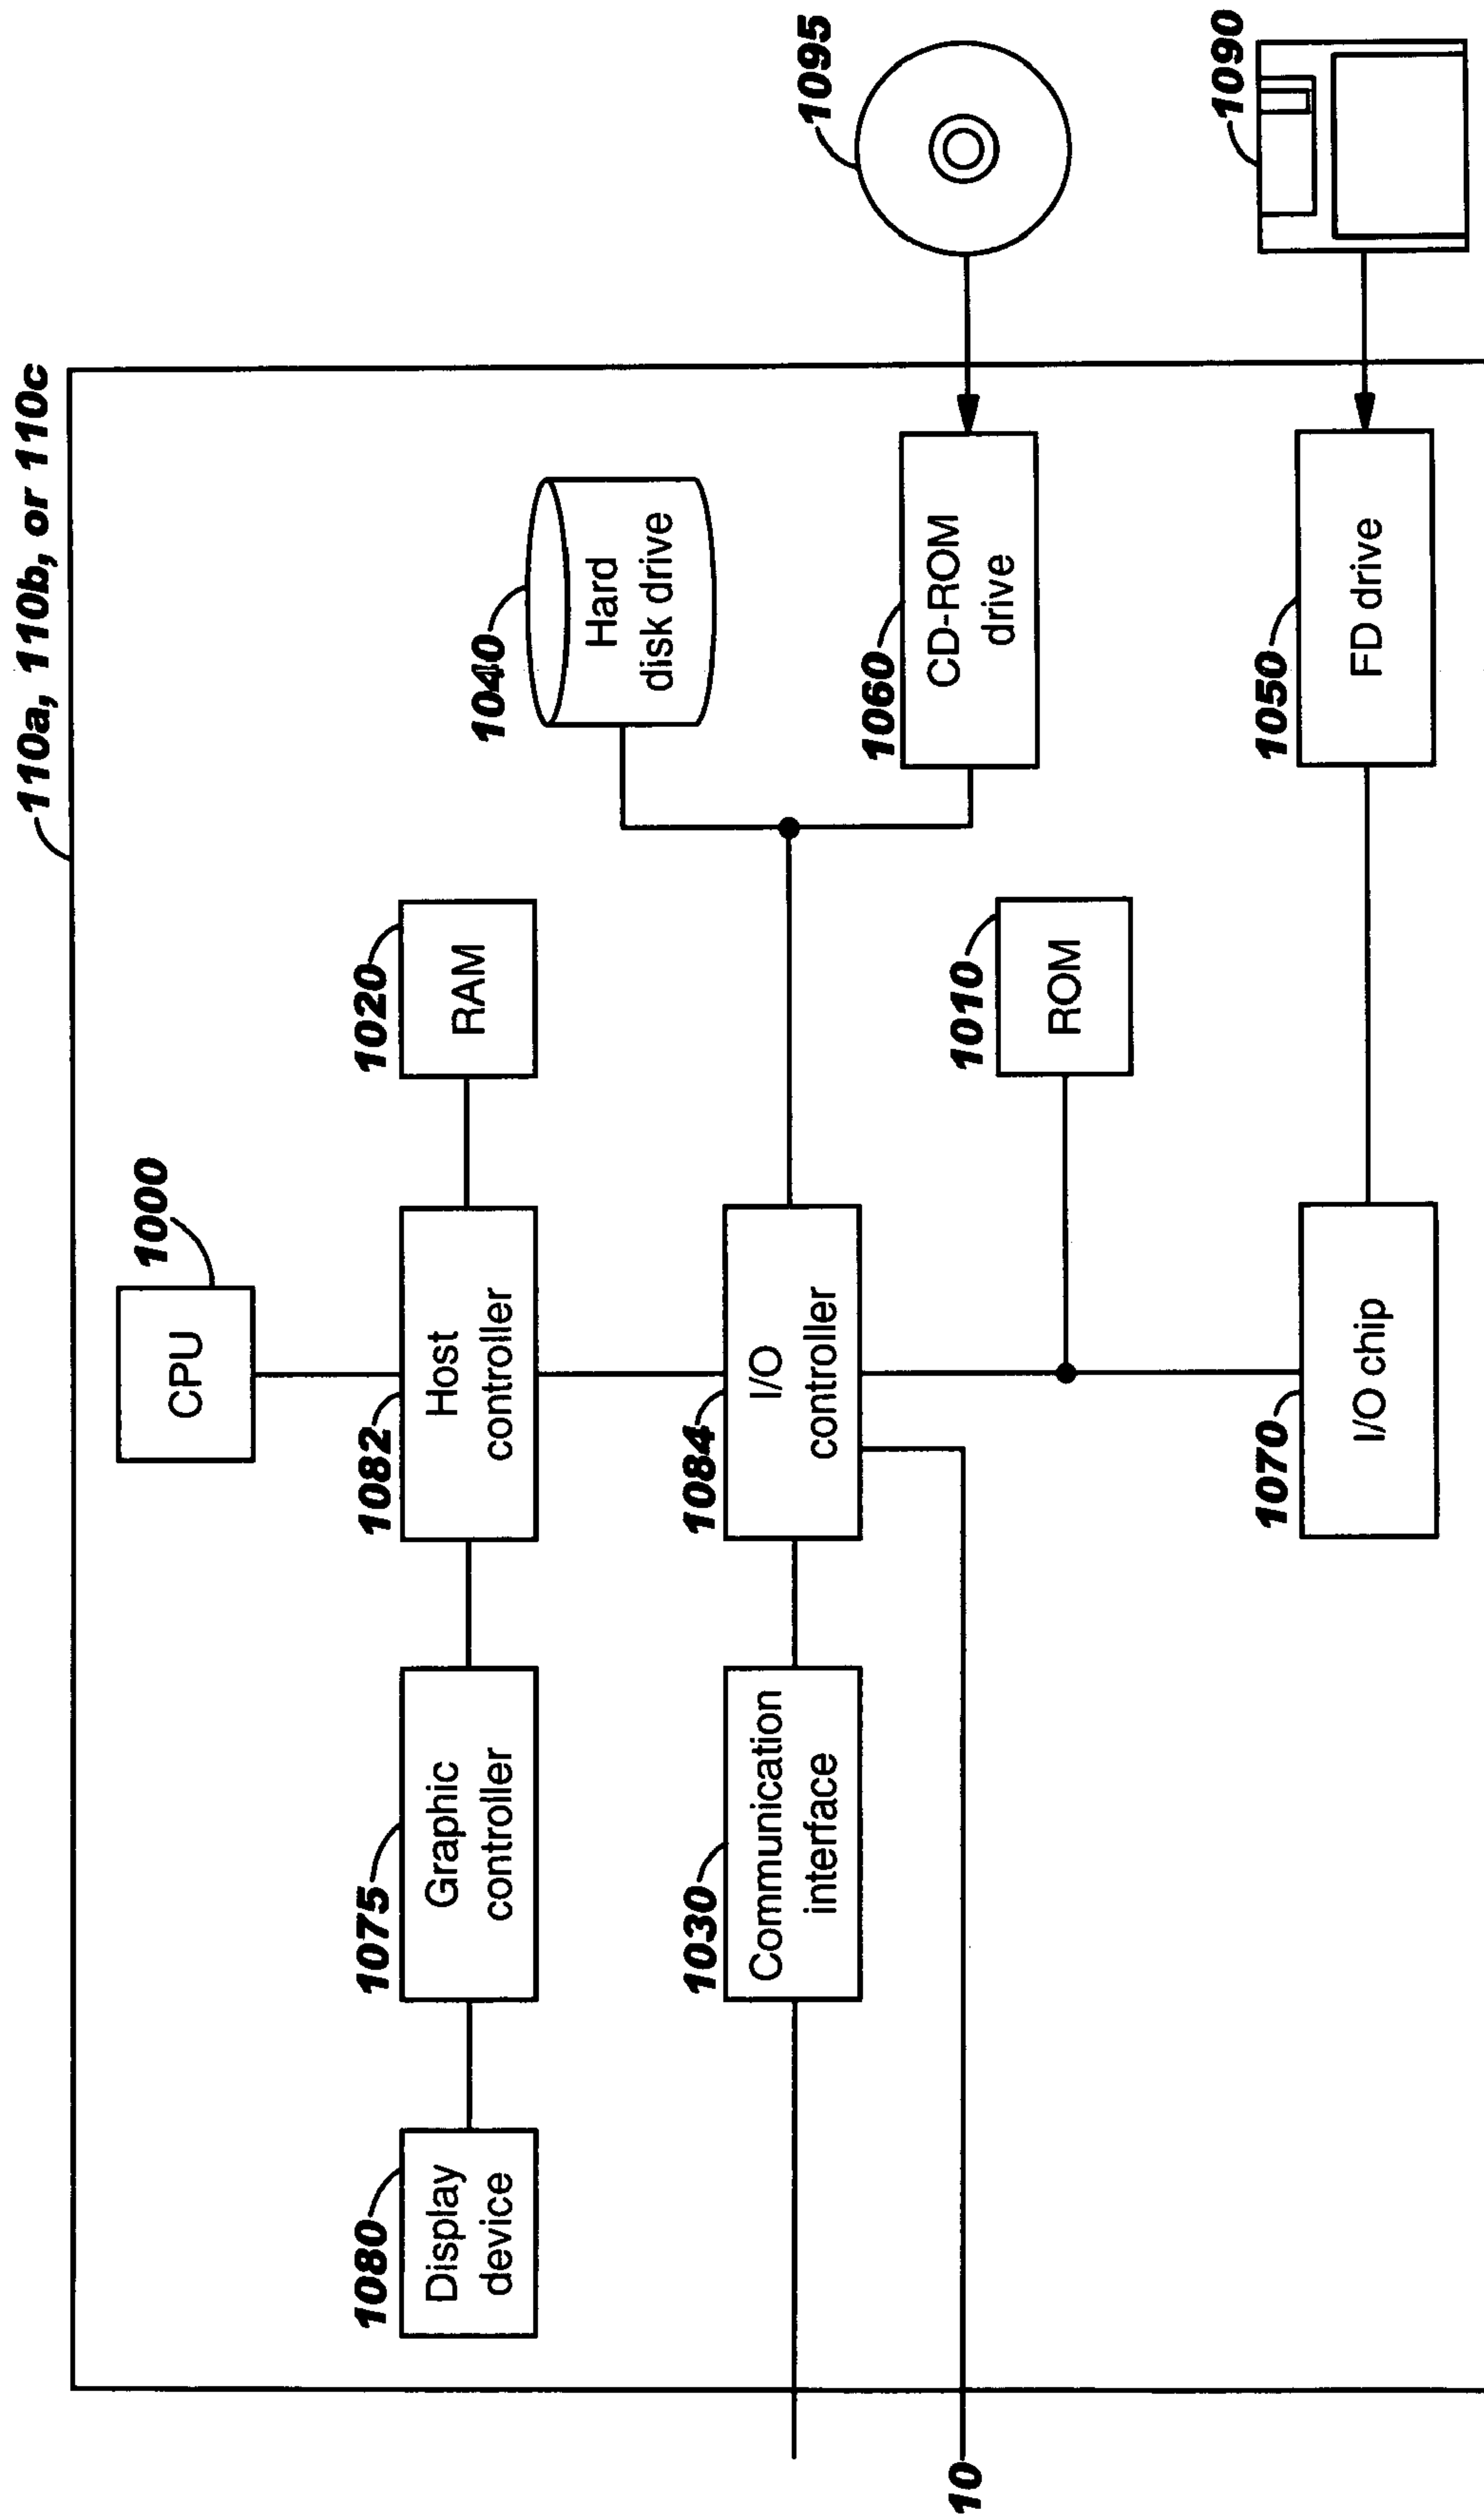 110a, 110b, or 110c
CPU
1000
1080
Display
device
1075
Graphic
controller
1082
Host
controller
1020
RAM
1040
Hard
disk drive
1030
Communication
interface
1084
I/O
controller
1095
1060
CD-ROM
drive
10
1010
ROM
1070
I/O chip
1050
FD drive
1090